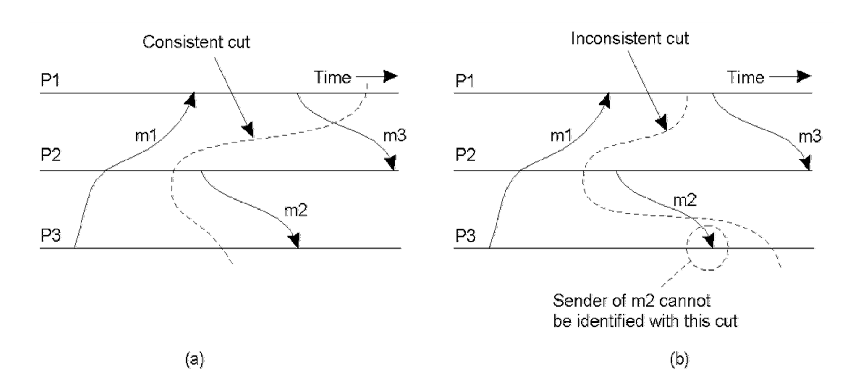 Consistent cut
Time
P1
m1
m3
P2
m2
P3
(a)
Inconsistent cut
Time
P1
m1
m3
P2
m2
P3
Sender of m2 cannot
be identified with this cut
(b)